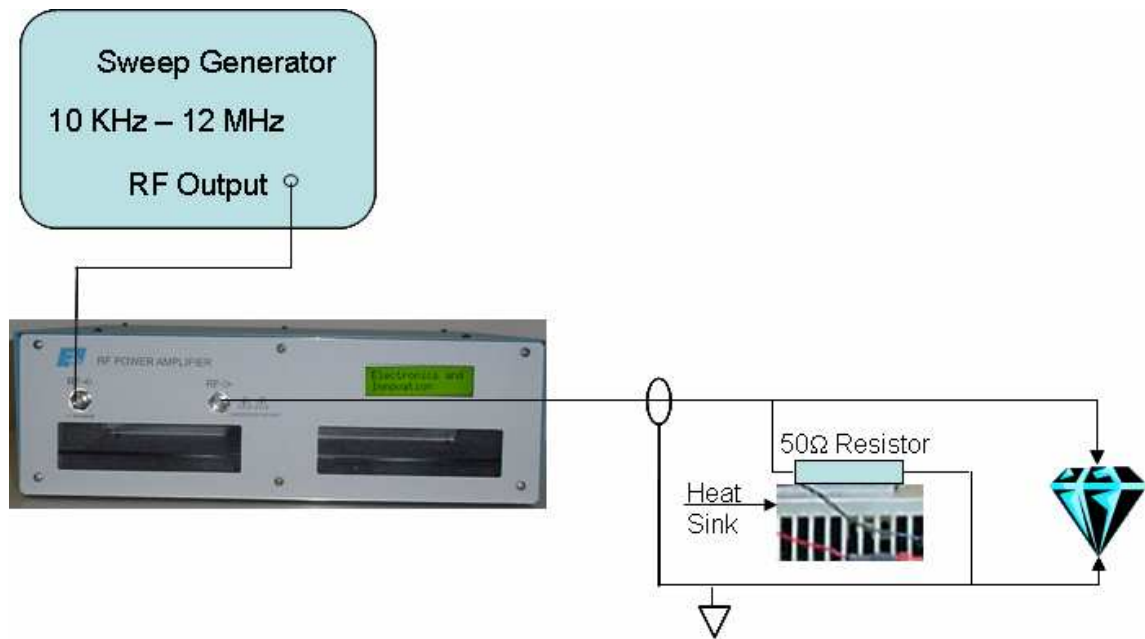 Sweep Generator
10 KHz – 12 MHz
RF Output
RF POWER AMPLIFIER
Electronics and
Innovation
50Ω Resistor
Heat
Sink